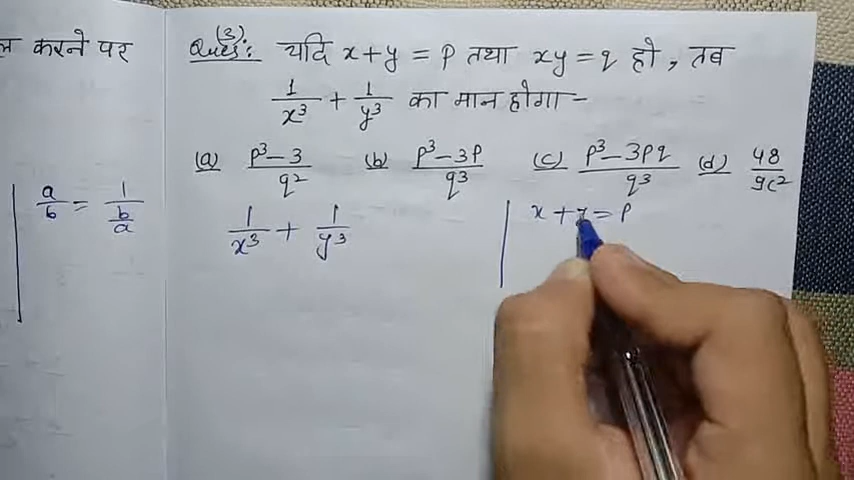 ल करने पर
a/b = 1/(b/a)
(3)
Ques: यदि x+y = P तथा xy = q हो, तब
1/x³ + 1/y³ का मान होगा -
(a) P³-3/q² (b) P³-3P/q³ (c) P³-3Pq/q³ (d) 48/9c²
1/x³ + 1/y³
x + y = P